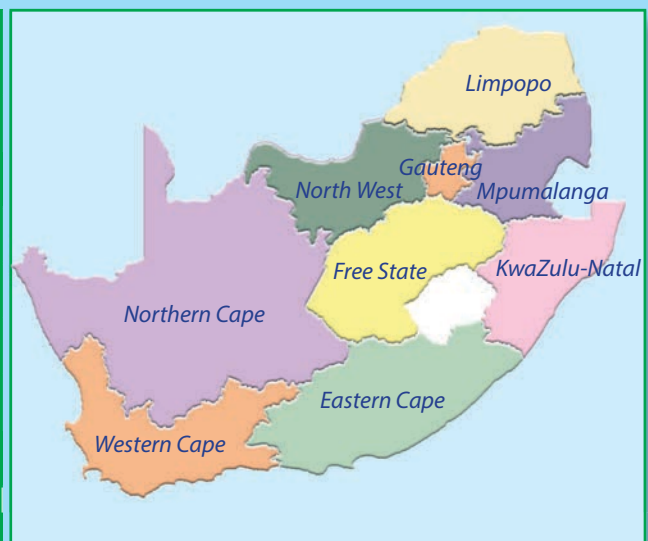 Limpopo
Gauteng
North West
Mpumalanga
Free State
KwaZulu-Natal
Northern Cape
Eastern Cape
Western Cape